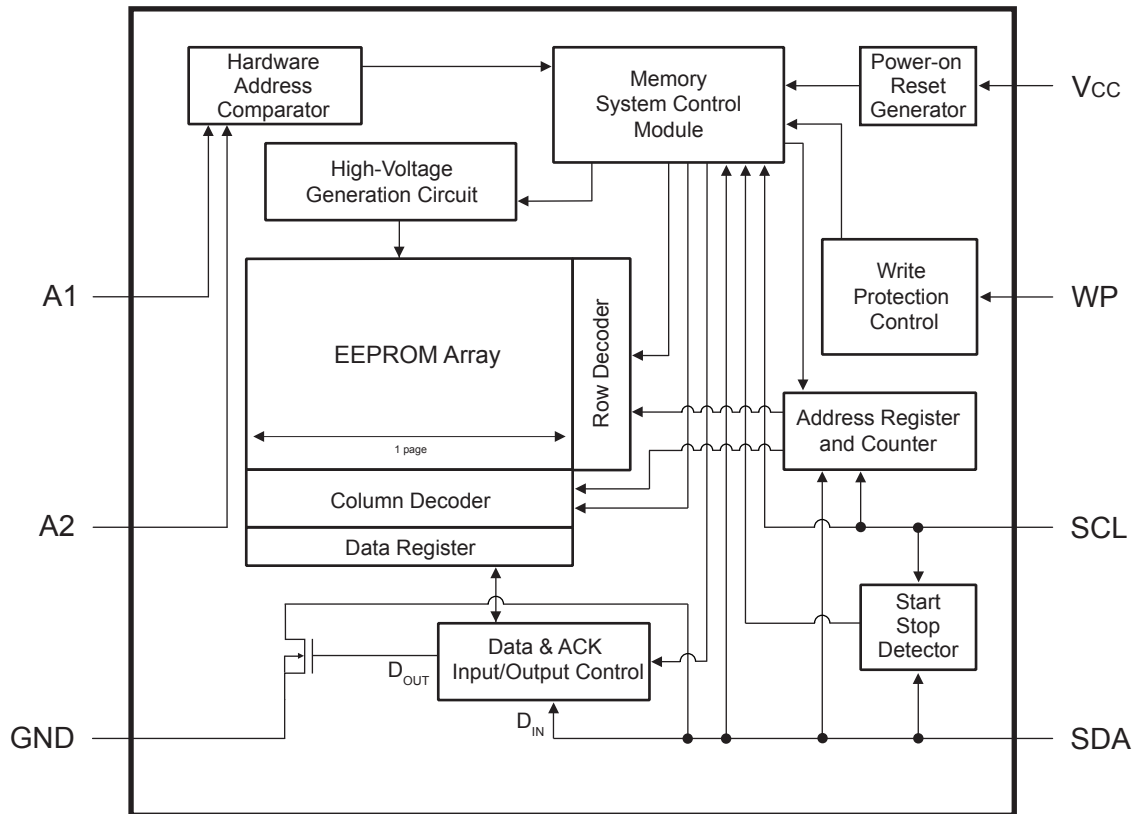 Hardware
Address
Comparator
Memory
System Control
Module
Power-on
Reset
Generator
VCC
High-Voltage
Generation Circuit
A1
EEPROM Array
Row Decoder
Write
Protection
Control
WP
1 page
Address Register
and Counter
Column Decoder
A2
SCL
Data Register
Start
Stop
Detector
Data & ACK
Input/Output Control
DOUT
DIN
GND
SDA